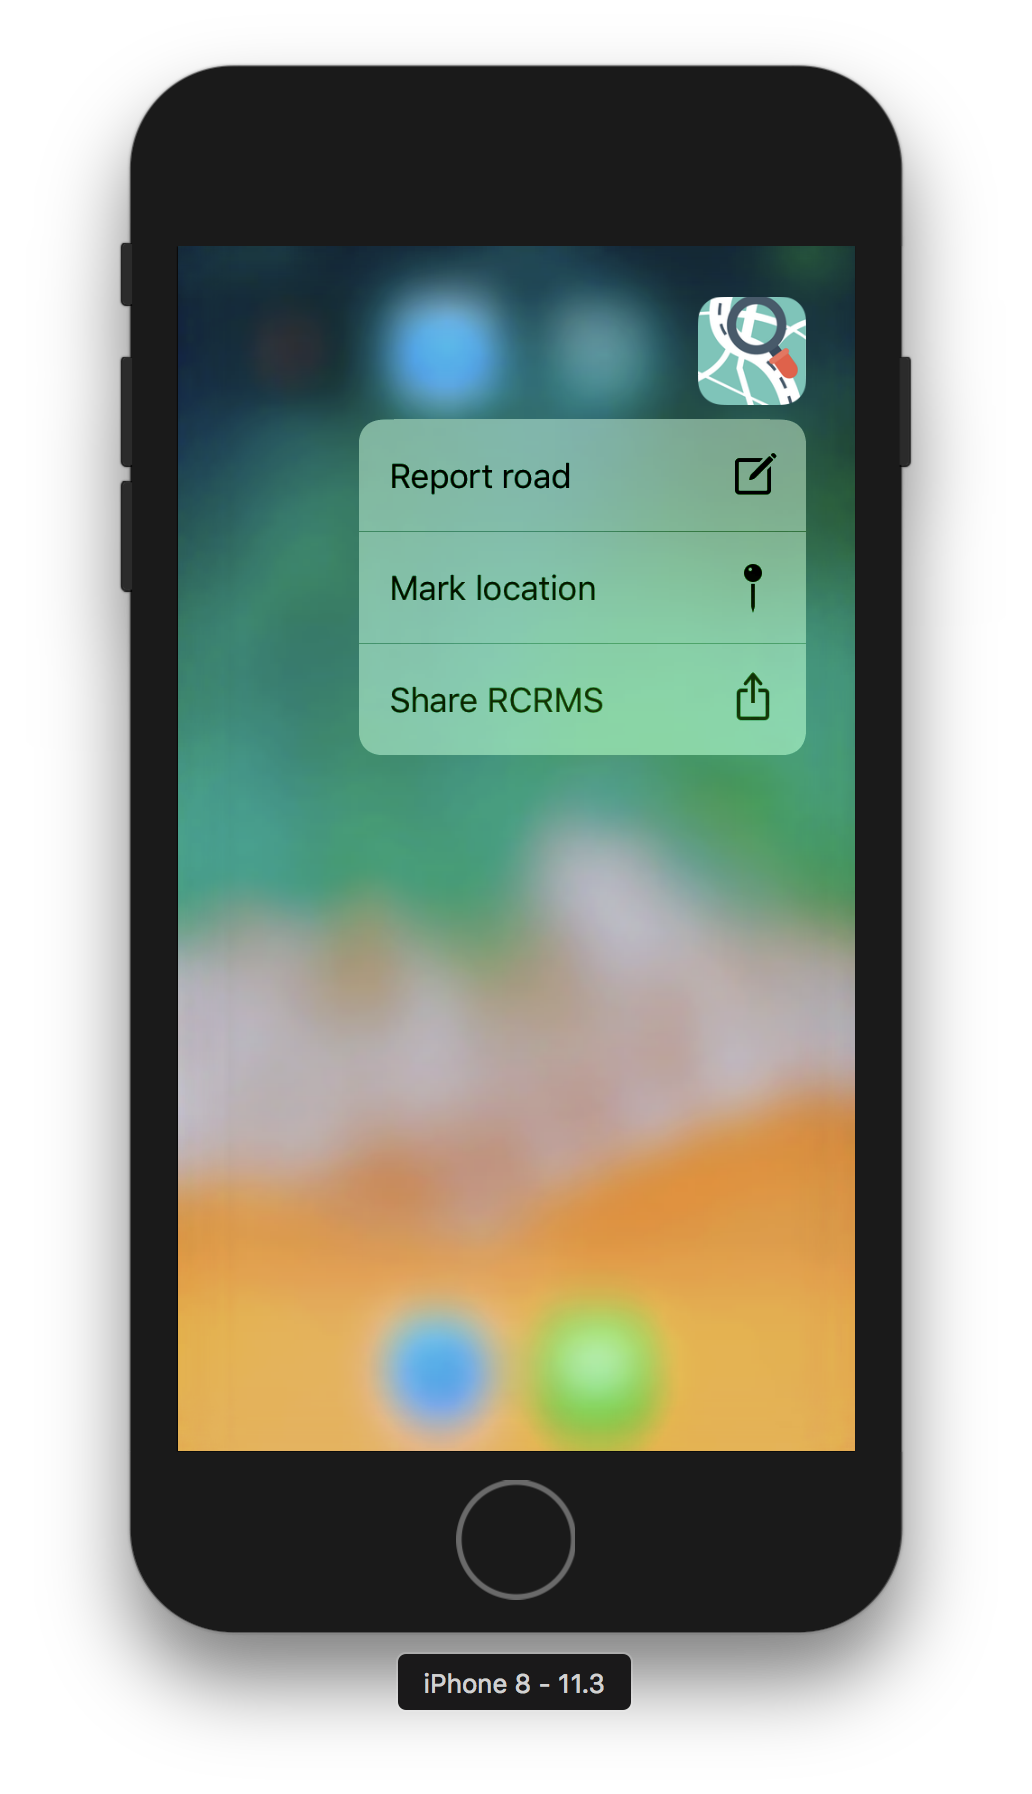 Report road
Mark location
Share RCRMS
iPhone 8 - 11.3